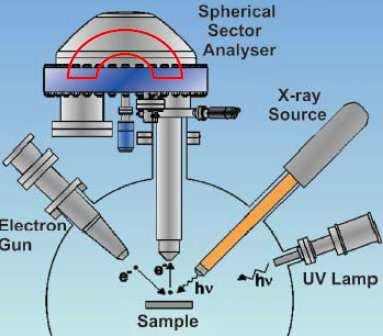 Spherical
Sector
Analyser
X-ray
Source
Electron
Gun
e-
e-
hν
hν
UV Lamp
Sample